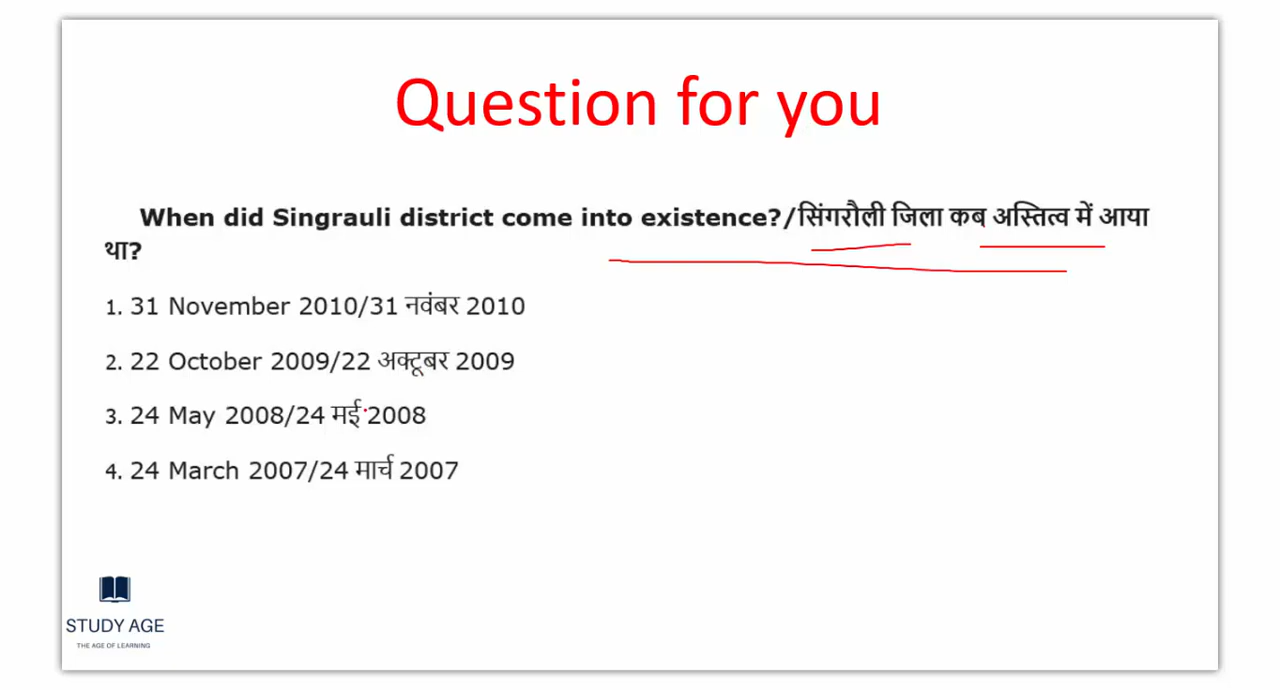 Question for you
When did Singrauli district come into existence?/सिंगरौली जिला कब अस्तित्व में आया
था?
1. 31 November 2010/31 नवंबर 2010
2. 22 October 2009/22 अक्टूबर 2009
3. 24 May 2008/24 मई 2008
4. 24 March 2007/24 मार्च 2007
STUDY AGE
THE AGE OF LEARNING